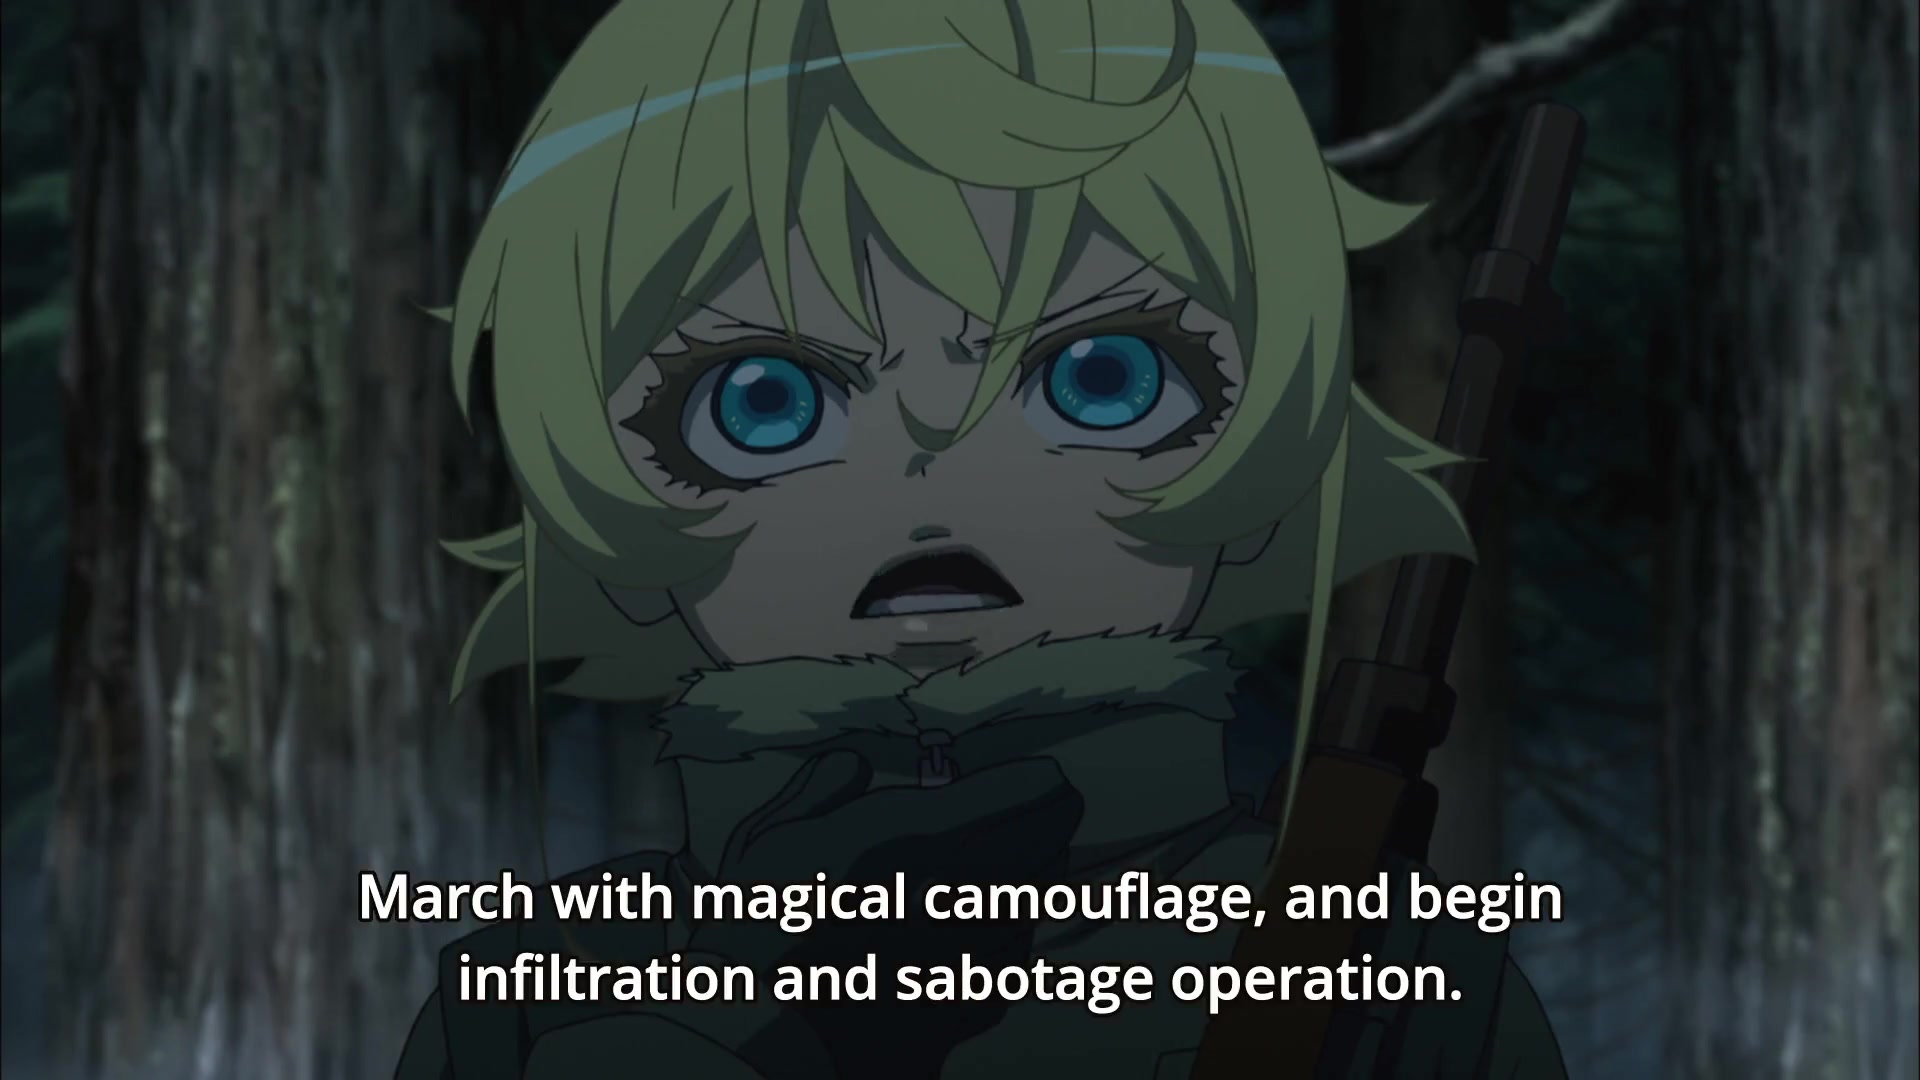 March with magical camouflage, and begin
infiltration and sabotage operation.